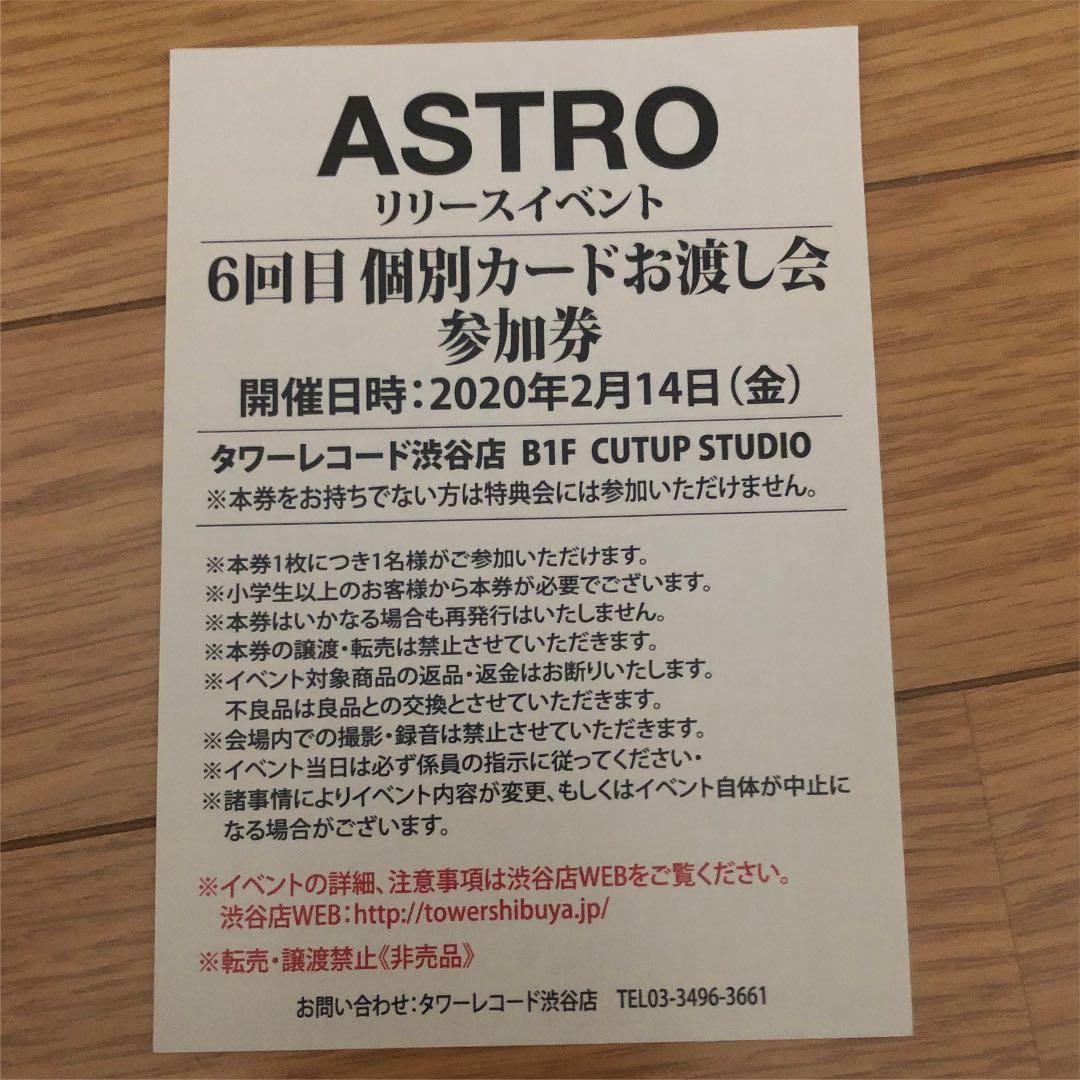 ASTRO
リリースイベント
6回目 個別カードお渡し会
参加券
開催日時：2020年2月14日（金）
タワーレコード渋谷店 B1F CUTUP STUDIO
※本券をお持ちでない方は特典会には参加いただけません。
※本券1枚につき1名様がご参加いただけます。
※小学生以上のお客様から本券が必要でございます。
※本券はいかなる場合も再発行はいたしません。
※本券の譲渡・転売は禁止させていただきます。
※イベント対象商品の返品・返金はお断りいたします。
不良品は良品との交換とさせていただきます。
※会場内での撮影・録音は禁止させていただきます。
※イベント当日は必ず係員の指示に従ってください・
※諸事情によりイベント内容が変更、もしくはイベント自体が中止に
なる場合がございます。
※イベントの詳細、注意事項は渋谷店WEBをご覧ください。
渋谷店WEB：http://towershibuya.jp/
※転売・譲渡禁止《非売品》
お問い合わせ：タワーレコード渋谷店 TEL03-3496-3661